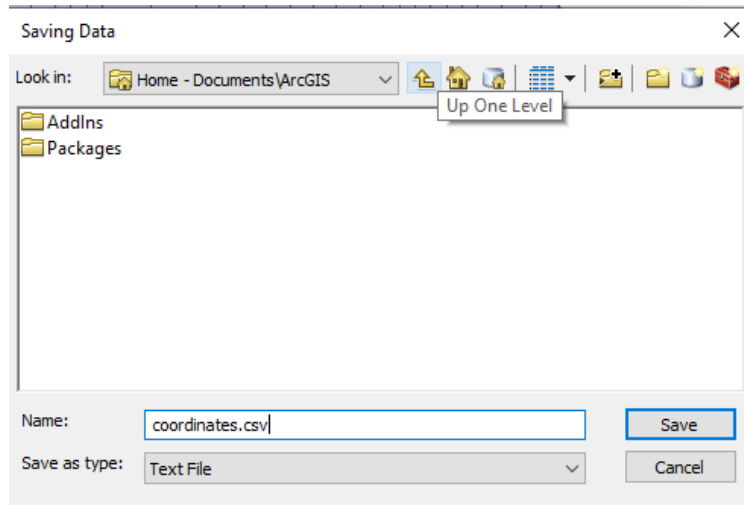 Saving Data
Look in: Home - Documents\ArcGIS
Up One Level
AddIns
Packages
Name: coordinates.csv Save
Save as type: Text File Cancel